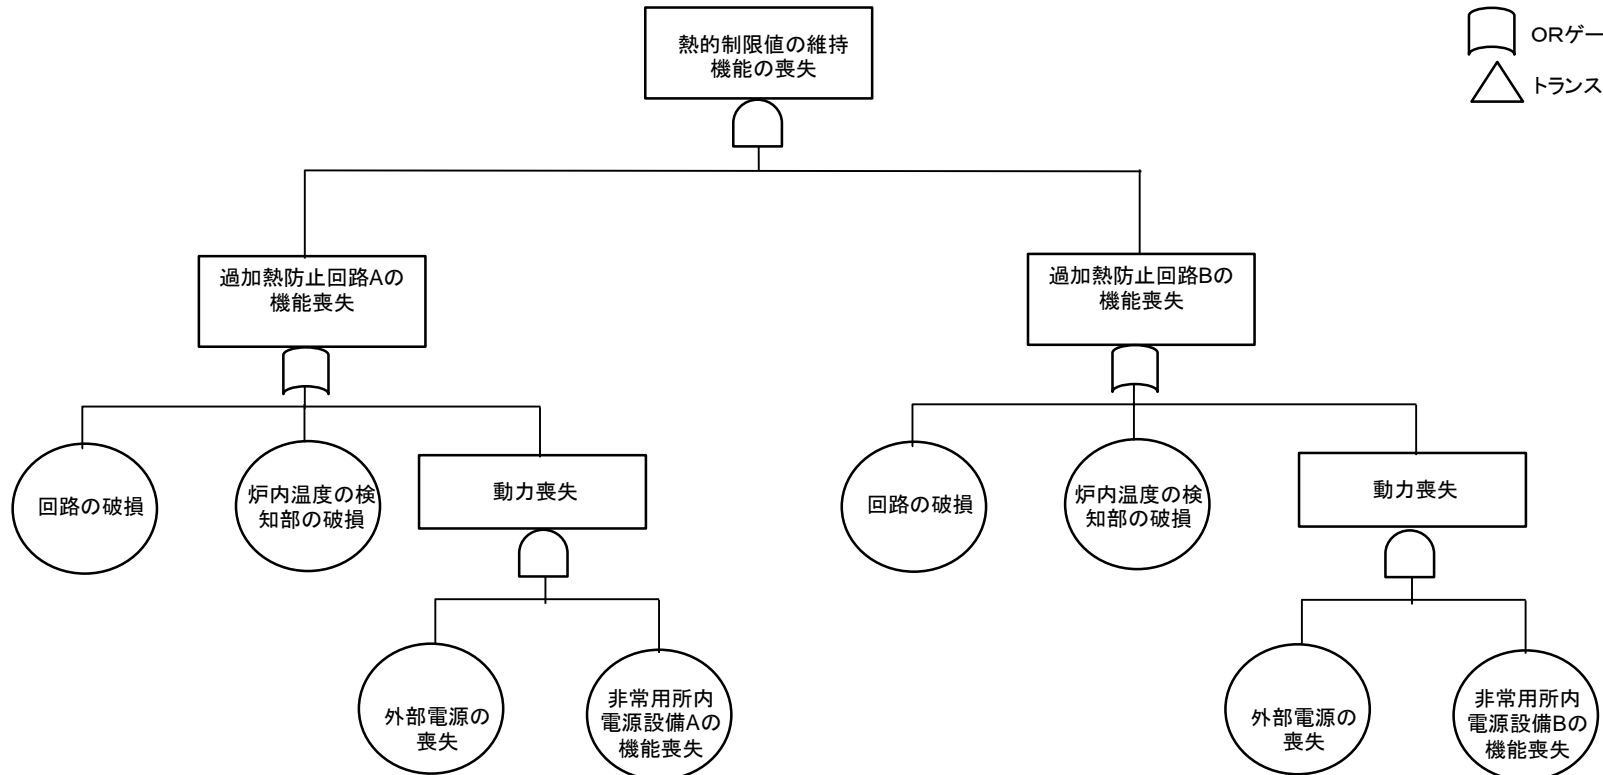 ORゲー
トランス
熱的制限値の維持
機能の喪失
過加熱防止回路Aの
機能喪失
過加熱防止回路Bの
機能喪失
回路の破損
炉内温度の検
知部の破損
動力喪失
回路の破損
炉内温度の検
知部の破損
動力喪失
外部電源の
喪失
非常用所内
電源設備Aの
機能喪失
外部電源の
喪失
非常用所内
電源設備Bの
機能喪失